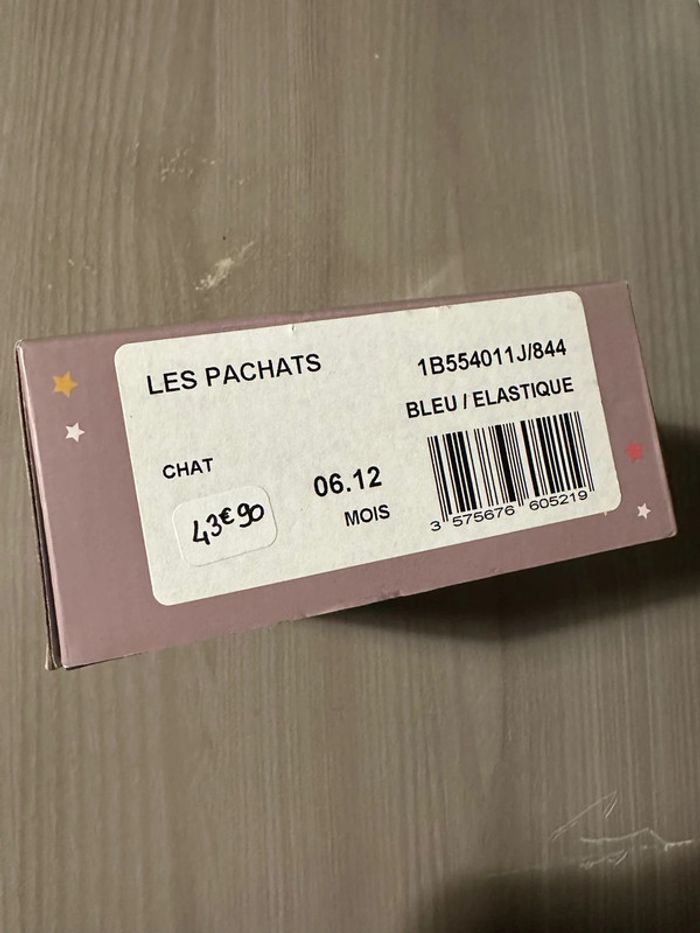 LES PACHATS
1B554011J/844
BLEU / ELASTIQUE
CHAT
06.12
MOIS
43€90
3 575676 605219